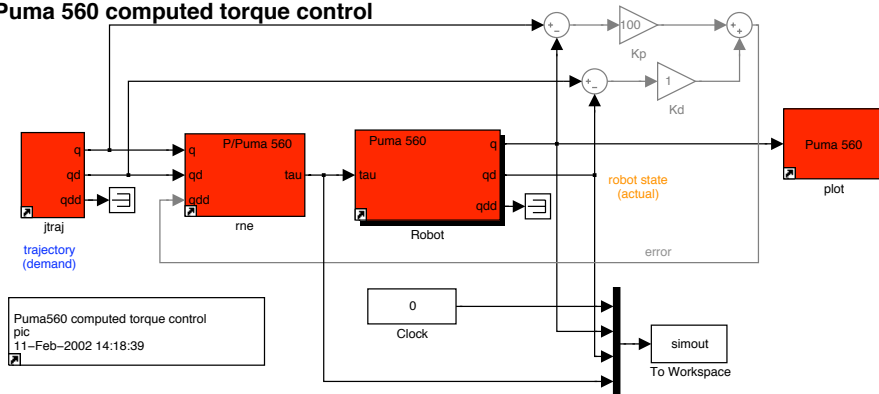 Puma 560 computed torque control
100
Kp
1
Kd
q
qd
qdd
jtraj
trajectory
(demand)
P/Puma 560
q
qd
qdd
tau
rne
Puma 560
tau
q
qd
qdd
Robot
robot state
(actual)
Puma 560
plot
error
0
Clock
simout
To Workspace
Puma560 computed torque control
pic
11−Feb−2002 14:18:39